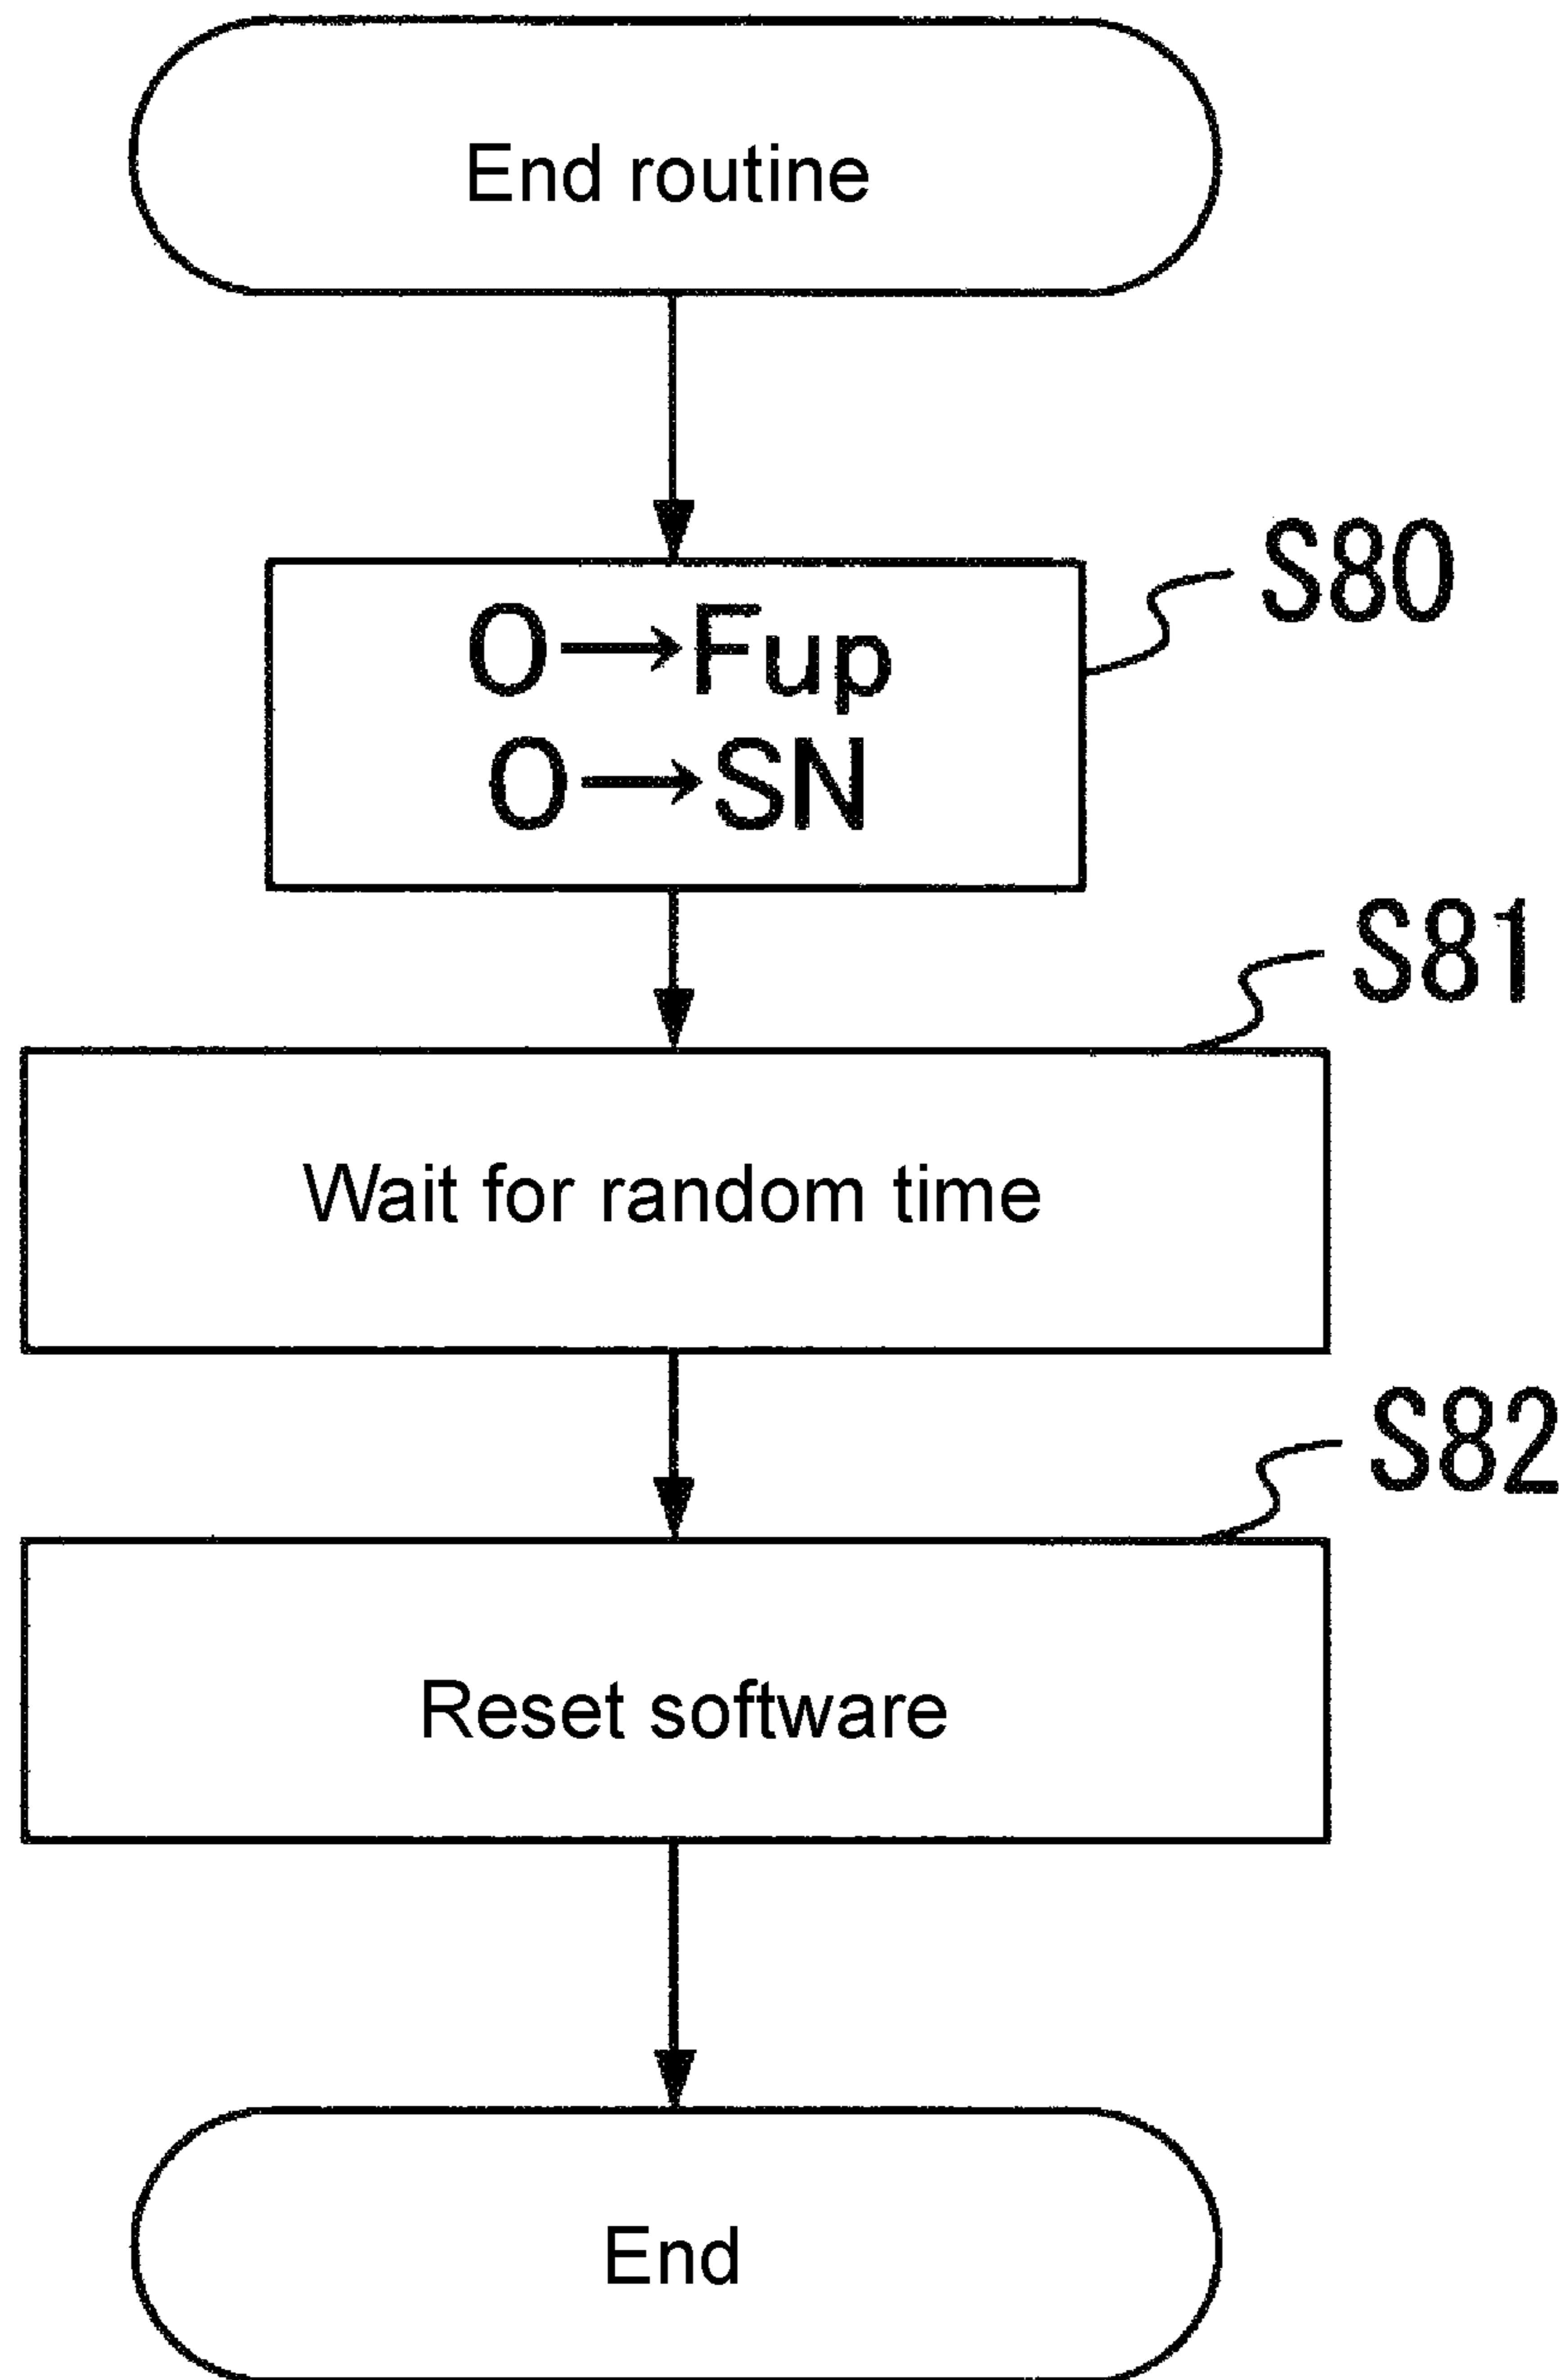 End routine
S80
O→Fup
O→SN
S81
Wait for random time
S82
Reset software
End